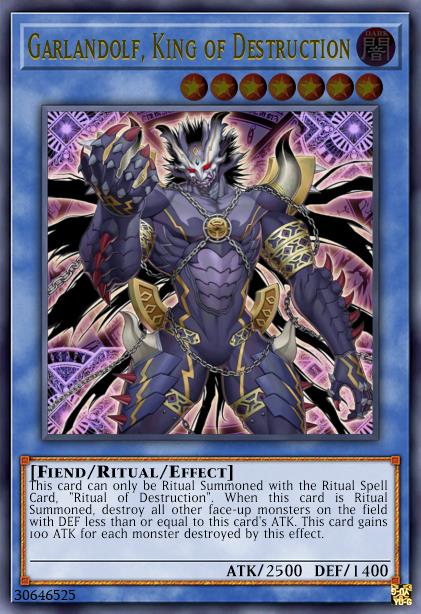 Garlandolf, King of Destruction
DARK
闇
[Fiend/Ritual/Effect]
This card can only be Ritual Summoned with the Ritual Spell
Card, "Ritual of Destruction". When this card is Ritual
Summoned, destroy all other face-up monsters on the field
with DEF less than or equal to this card's ATK. This card gains
100 ATK for each monster destroyed by this effect.
ATK/2500 DEF/1400
30646525